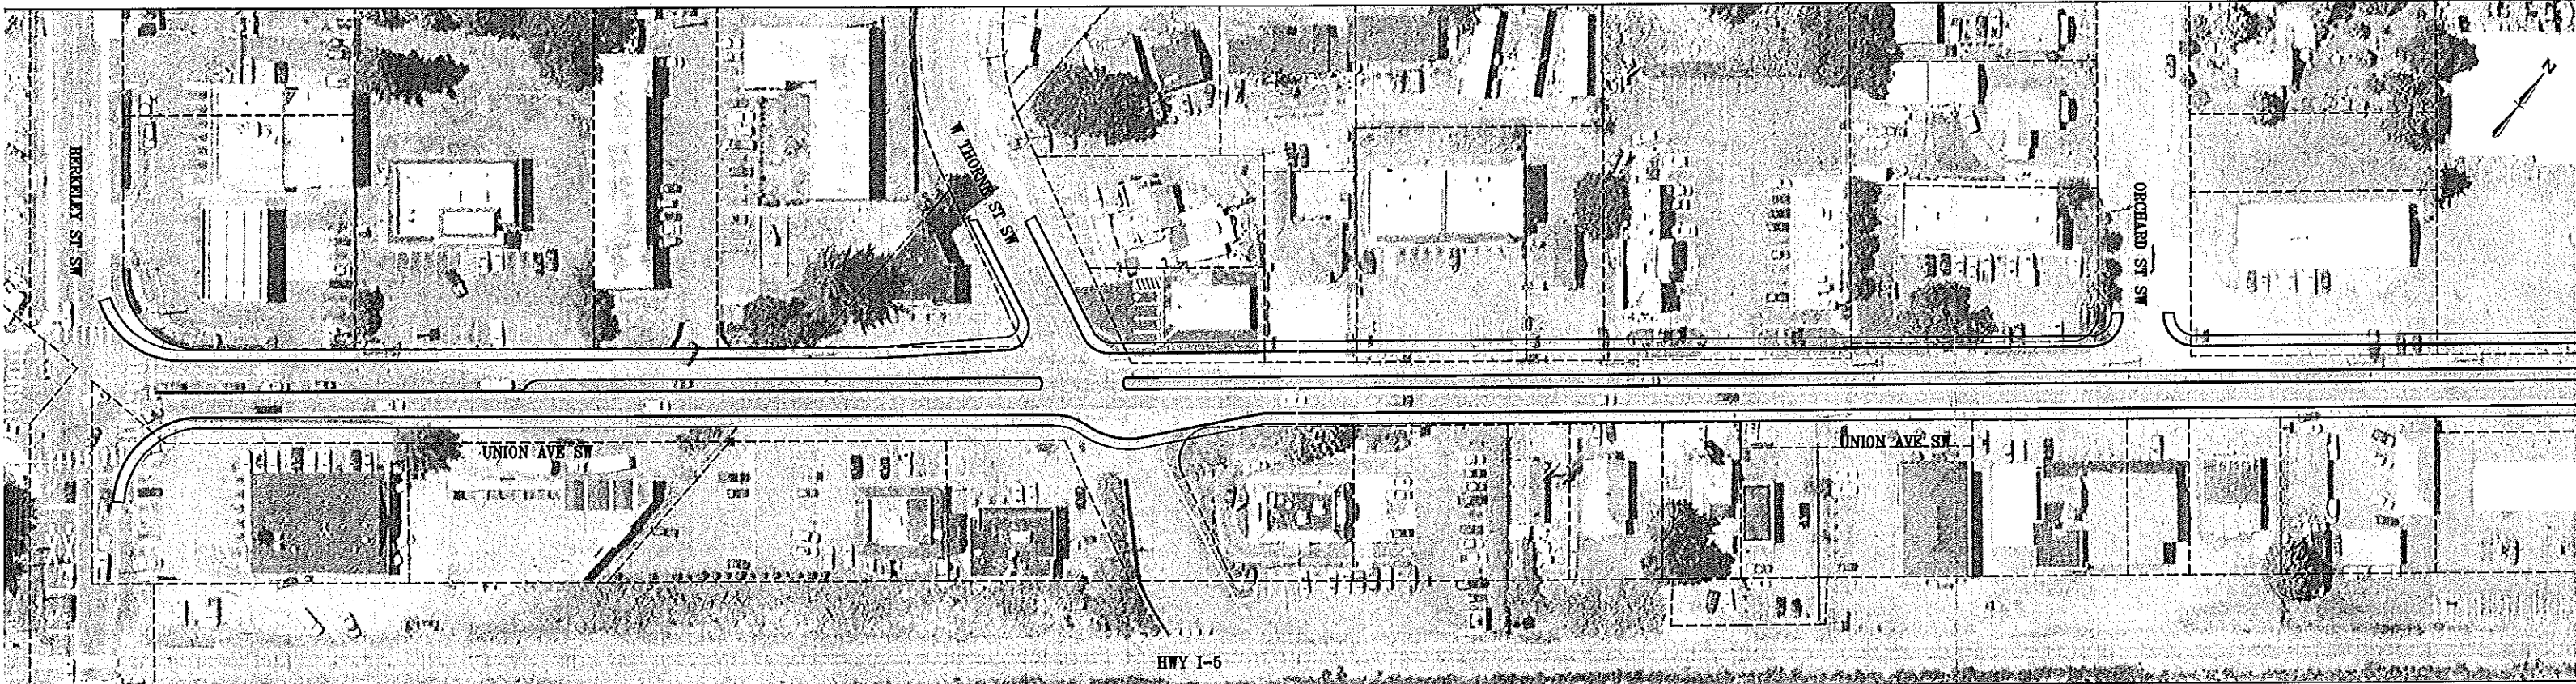 N
BERKELEY ST SW
W THORNE ST SW
ORCHARD ST SW
UNION AVE SW
UNION AVE SW
HWY I-5